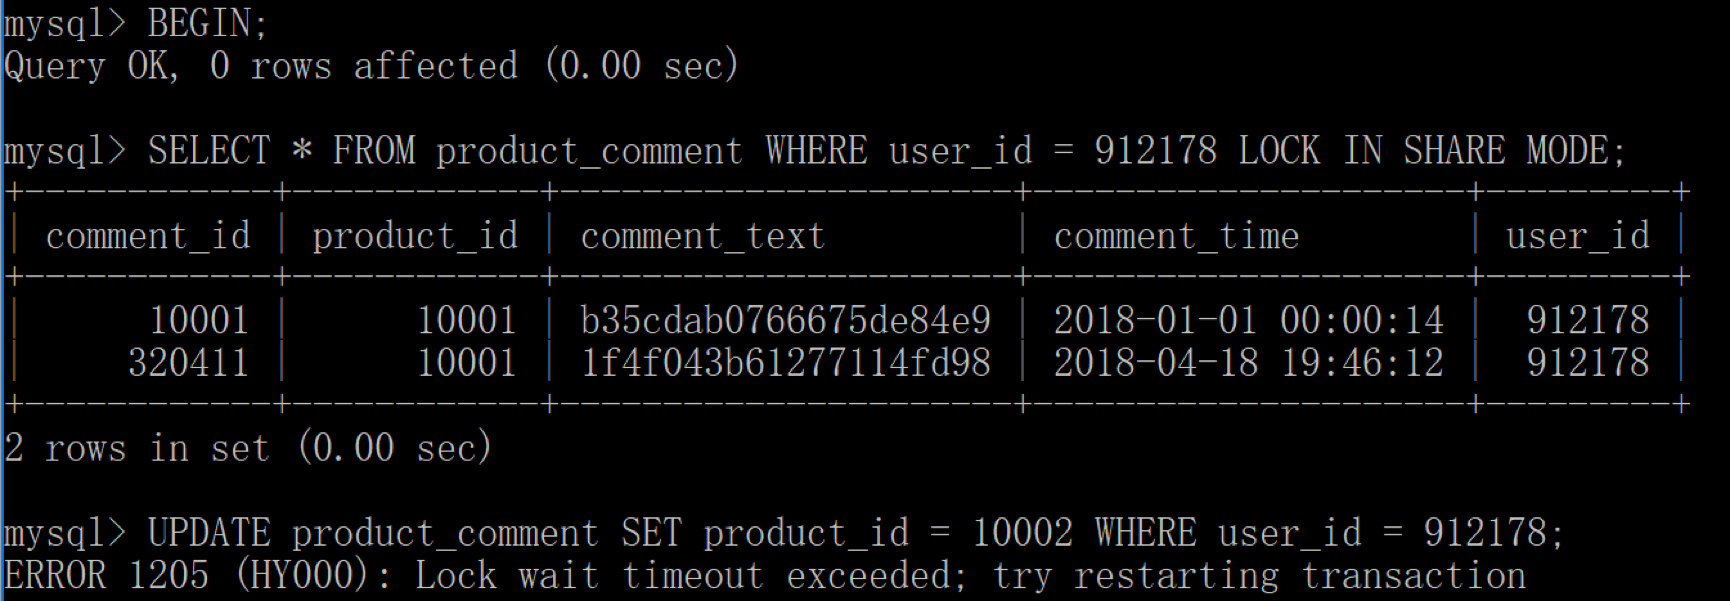 mysql> BEGIN;
Query OK, 0 rows affected (0.00 sec)
mysql> SELECT * FROM product_comment WHERE user_id = 912178 LOCK IN SHARE MODE;
+------------+------------+----------------------+---------------------+---------+
| comment_id | product_id | comment_text         | comment_time        | user_id |
+------------+------------+----------------------+---------------------+---------+
|      10001 |      10001 | b35cdab0766675de84e9 | 2018-01-01 00:00:14 |  912178 |
|     320411 |      10001 | 1f4f043b61277114fd98 | 2018-04-18 19:46:12 |  912178 |
+------------+------------+----------------------+---------------------+---------+
2 rows in set (0.00 sec)
mysql> UPDATE product_comment SET product_id = 10002 WHERE user_id = 912178;
ERROR 1205 (HY000): Lock wait timeout exceeded; try restarting transaction